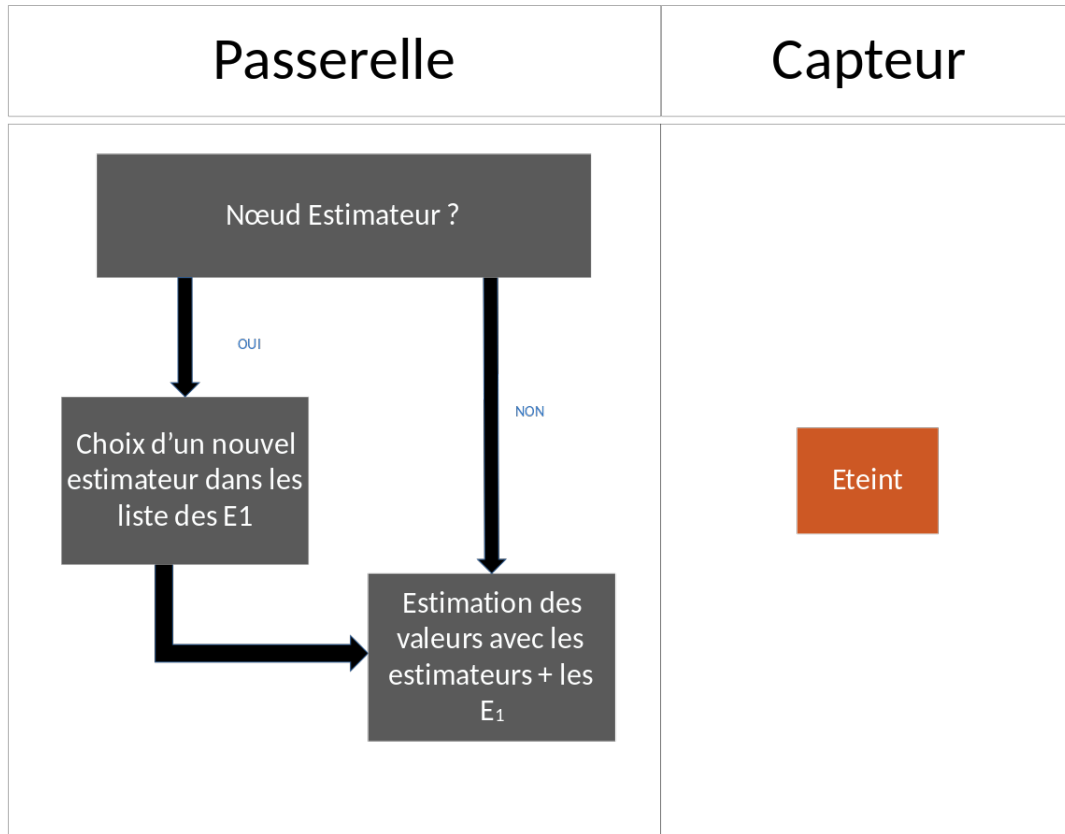 Passerelle
Capteur
Nœud Estimateur ?
OUI
NON
Choix d’un nouvel
estimateur dans les
liste des E1
Eteint
Estimation des
valeurs avec les
estimateurs + les
E₁